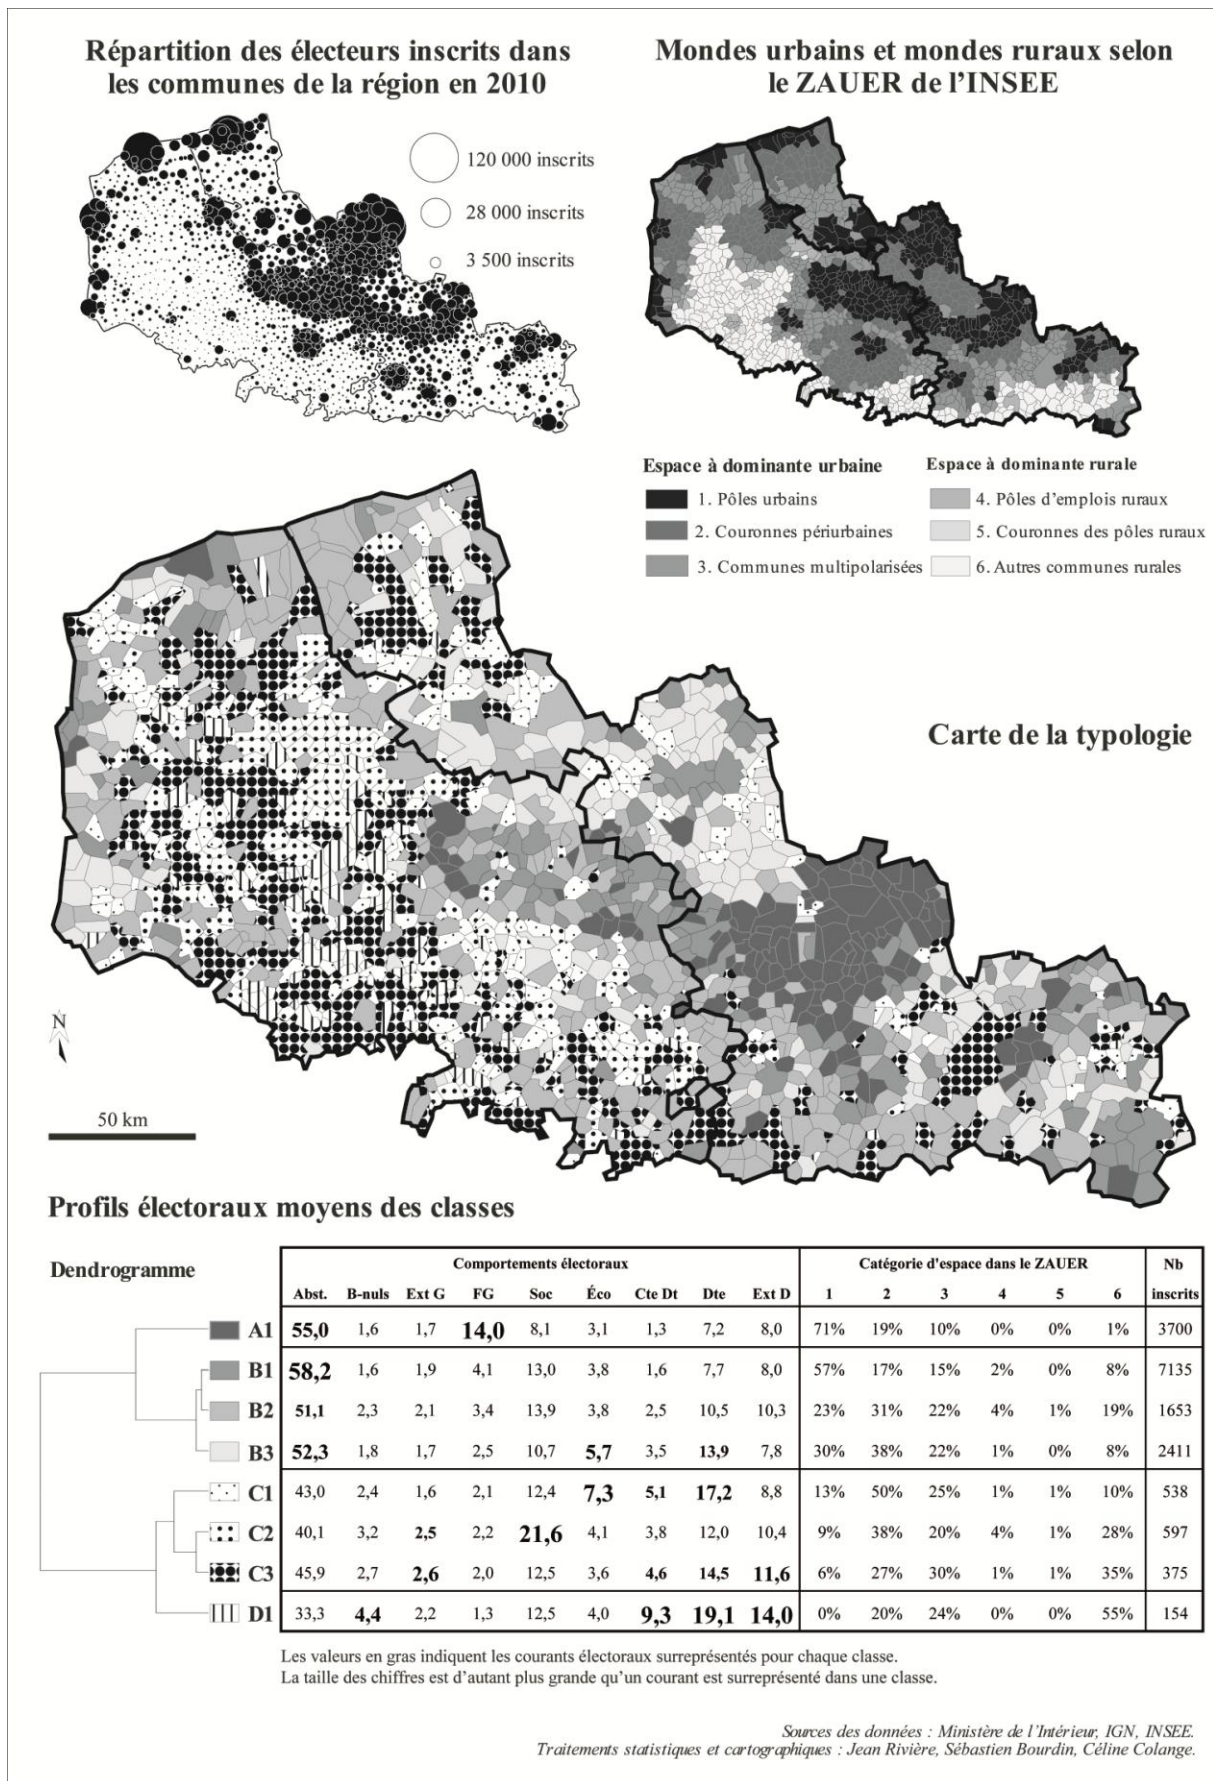 Répartition des électeurs inscrits dans
les communes de la région en 2010
120 000 inscrits
28 000 inscrits
3 500 inscrits
Mondes urbains et mondes ruraux selon
le ZAUER de l'INSEE
Espace à dominante urbaine
1. Pôles urbains
2. Couronnes périurbaines
3. Communes multipolarisées
Espace à dominante rurale
4. Pôles d'emplois ruraux
5. Couronnes des pôles ruraux
6. Autres communes rurales
Carte de la typologie
N
50 km
Profils électoraux moyens des classes
Dendrogramme
Comportements électoraux Catégorie d'espace dans le ZAUER Nb
Abst. B-nuls Ext G FG Soc Éco Cte Dt Dte Ext D 1 2 3 4 5 6 inscrits
A1 55,0 1,6 1,7 14,0 8,1 3,1 1,3 7,2 8,0 71% 19% 10% 0% 0% 1% 3700
B1 58,2 1,6 1,9 4,1 13,0 3,8 1,6 7,7 8,0 57% 17% 15% 2% 0% 8% 7135
B2 51,1 2,3 2,1 3,4 13,9 3,8 2,5 10,5 10,3 23% 31% 22% 4% 1% 19% 1653
B3 52,3 1,8 1,7 2,5 10,7 5,7 3,5 13,9 7,8 30% 38% 22% 1% 0% 8% 2411
C1 43,0 2,4 1,6 2,1 12,4 7,3 5,1 17,2 8,8 13% 50% 25% 1% 1% 10% 538
C2 40,1 3,2 2,5 2,2 21,6 4,1 3,8 12,0 10,4 9% 38% 20% 4% 1% 28% 597
C3 45,9 2,7 2,6 2,0 12,5 3,6 4,6 14,5 11,6 6% 27% 30% 1% 1% 35% 375
D1 33,3 4,4 2,2 1,3 12,5 4,0 9,3 19,1 14,0 0% 20% 24% 0% 0% 55% 154
Les valeurs en gras indiquent les courants électoraux surreprésentés pour chaque classe.
La taille des chiffres est d'autant plus grande qu'un courant est surreprésenté dans une classe.
Sources des données : Ministère de l'Intérieur, IGN, INSEE.
Traitements statistiques et cartographiques : Jean Rivière, Sébastien Bourdin, Céline Colange.